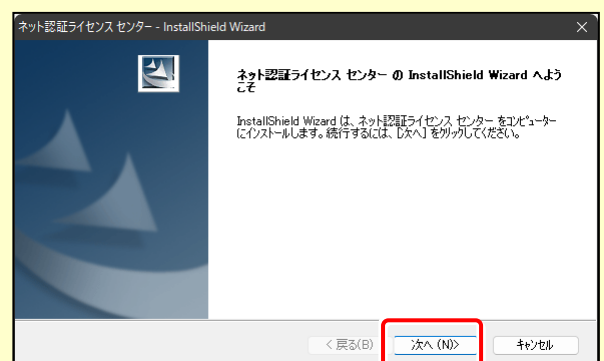 ネット認証ライセンス センター - InstallShield Wizard
ネット認証ライセンス センター の InstallShield Wizard へよう
こそ
InstallShield Wizard は、ネット認証ライセンス センター をコンピューター
にインストールします。続行するには、[次へ] をクリックしてください。
< 戻る(B)
次へ (N)>
キャンセル